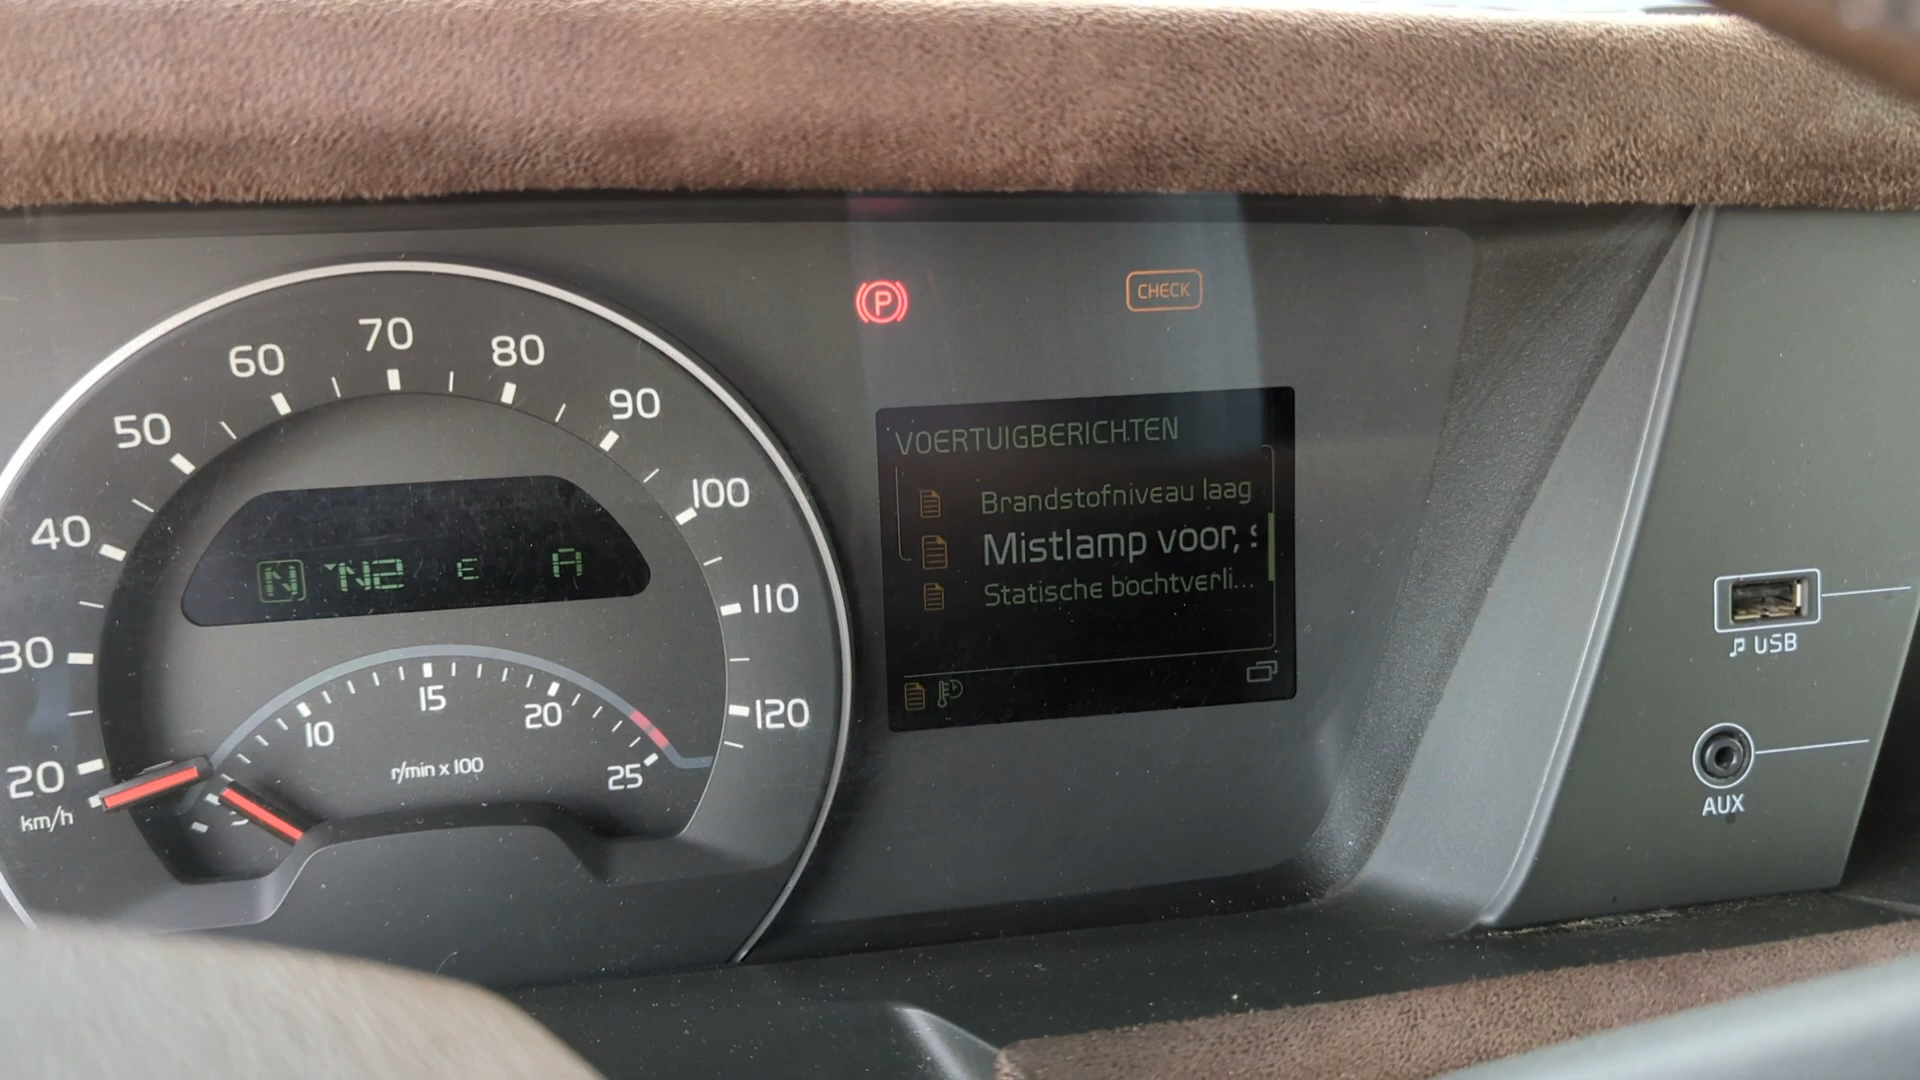 70
60
80
50
90
40
100
30
110
20
120
km/h
N N2 E A
10
15
20
25
r/min x 100
P
CHECK
VOERTUIGBERICHTEN
Brandstofniveau laag
Mistlamp voor,
Statische bochtverli...
USB
AUX